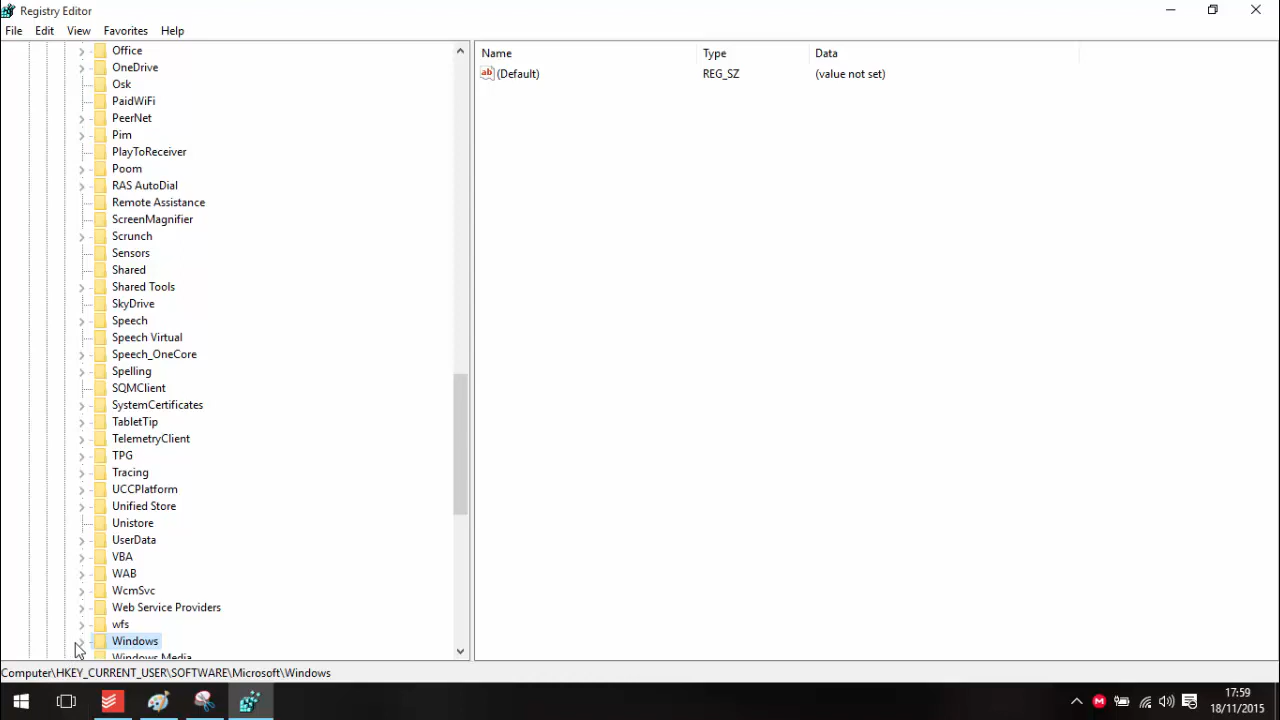 Registry Editor
File Edit View Favorites Help
Office
OneDrive
Osk
PaidWiFi
PeerNet
Pim
PlayToReceiver
Poom
RAS AutoDial
Remote Assistance
ScreenMagnifier
Scrunch
Sensors
Shared
Shared Tools
SkyDrive
Speech
Speech Virtual
Speech_OneCore
Spelling
SQMClient
SystemCertificates
TabletTip
TelemetryClient
TPG
Tracing
UCCPlatform
Unified Store
Unistore
UserData
VBA
WAB
WcmSvc
Web Service Providers
wfs
Windows
Windows Media
Name Type Data
ab (Default) REG_SZ (value not set)
Computer\HKEY_CURRENT_USER\SOFTWARE\Microsoft\Windows
17:59
18/11/2015